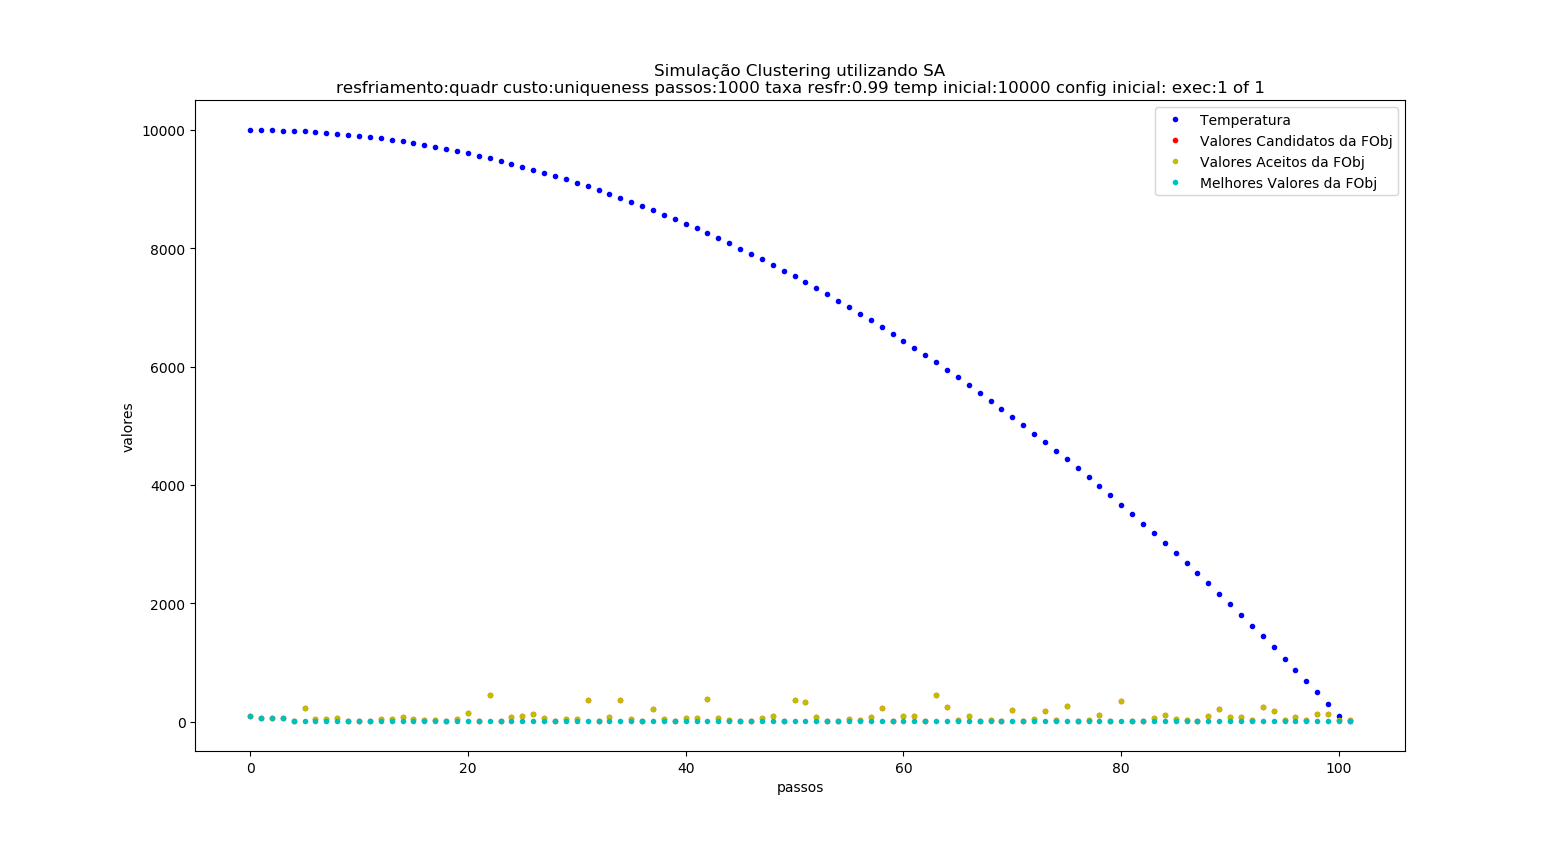 Simulação Clustering utilizando SA
resfriamento:quadr custo:uniqueness passos:1000 taxa resfr:0.99 temp inicial:10000 config inicial: exec:1 of 1
Temperatura
Valores Candidatos da FObj
Valores Aceitos da FObj
Melhores Valores da FObj
10000
8000
6000
4000
2000
0
valores
0 20 40 60 80 100
passos